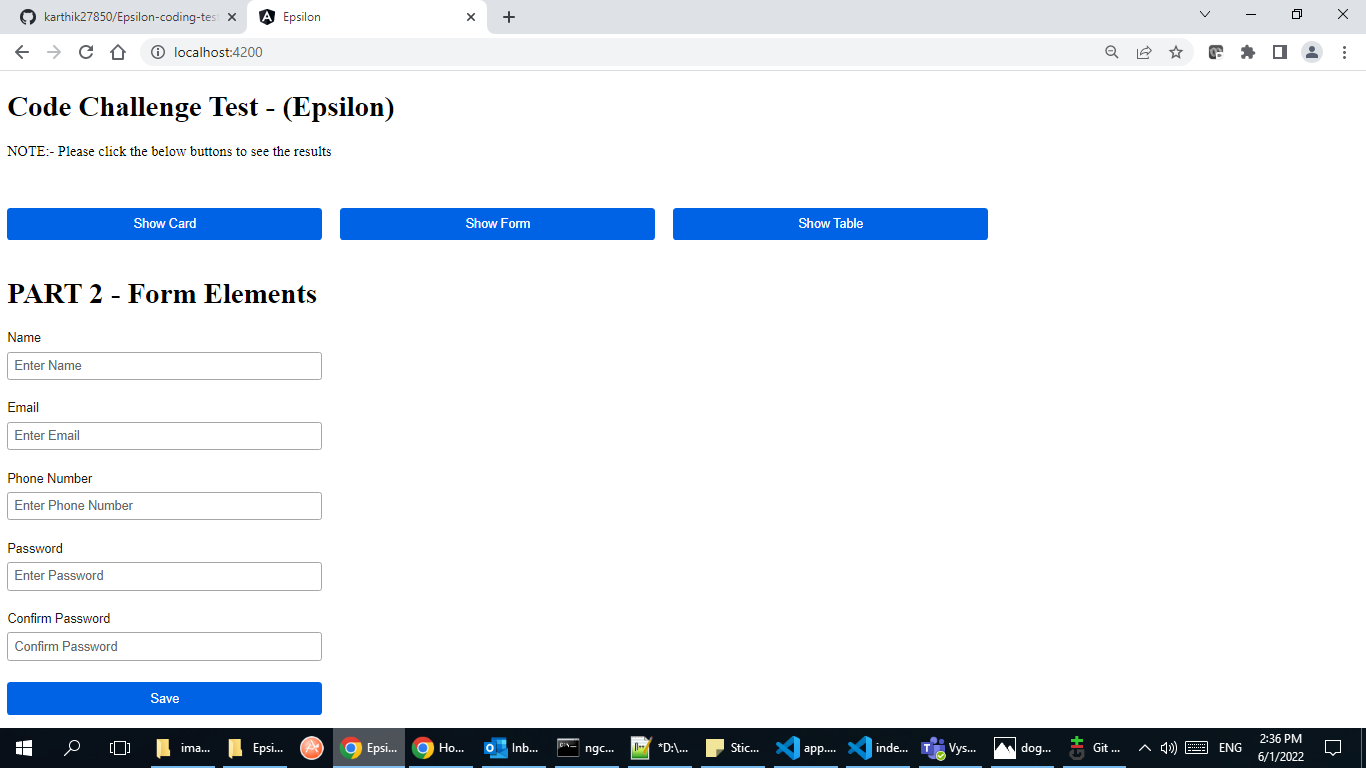 karthik27850/Epsilon-coding-test
Epsilon
localhost:4200
Code Challenge Test - (Epsilon)
NOTE:- Please click the below buttons to see the results
Show Card Show Form Show Table
PART 2 - Form Elements
Name
Enter Name
Email
Enter Email
Phone Number
Enter Phone Number
Password
Enter Password
Confirm Password
Confirm Password
Save
ima... Epsi... Epsi... Ho... Inb... ngc... *D:\... Stic... app.... inde... Vys... dog... Git ... ENG
2:36 PM
6/1/2022